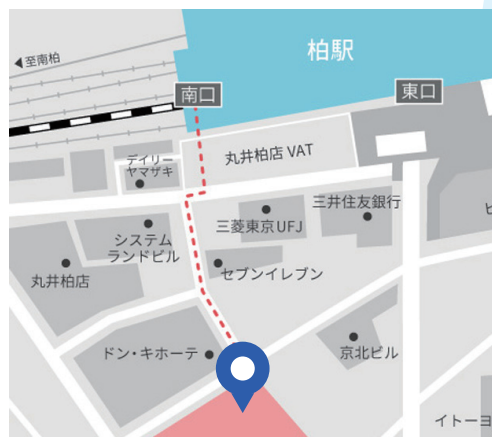 柏駅
◀至南柏
南口
東口
デイリー
ヤマザキ
丸井柏店 VAT
三井住友銀行
システム
ランドビル
三菱東京UFJ
丸井柏店
セブンイレブン
ドン・キホーテ
京北ビル
イトーヨ